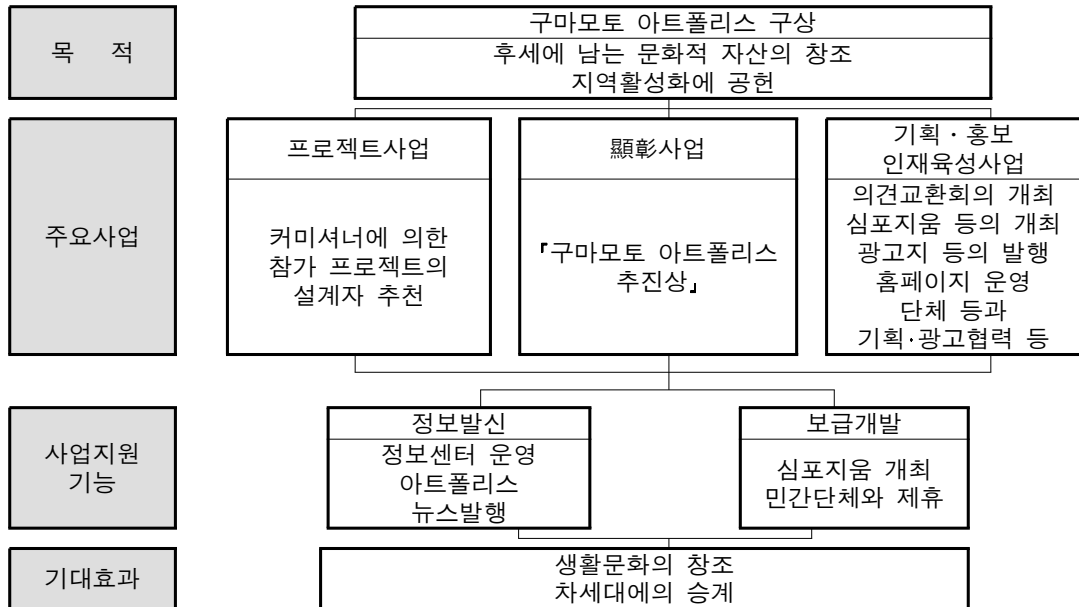 목 적
구마모토 아트폴리스 구상
후세에 남는 문화적 자산의 창조
지역활성화에 공헌
주요사업
프로젝트사업
커미셔너에 의한
참가 프로젝트의
설계자 추천
顯彰사업
『구마모토 아트폴리스
추진상』
기획 · 홍보
인재육성사업
의견교환회의 개최
심포지움 등의 개최
광고지 등의 발행
홈페이지 운영
단체 등과
기획·광고협력 등
사업지원
기능
정보발신
정보센터 운영
아트폴리스
뉴스발행
보급개발
심포지움 개최
민간단체와 제휴
기대효과
생활문화의 창조
차세대에의 승계